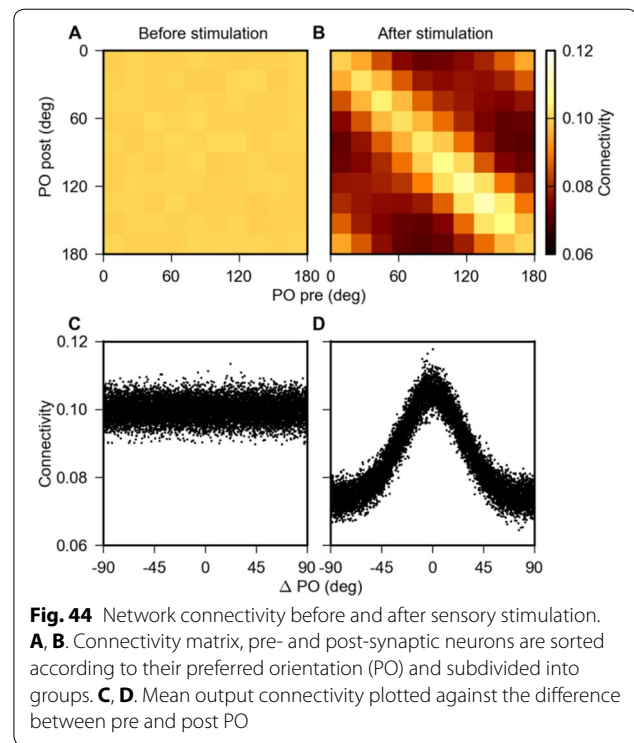 A Before stimulation B After stimulation
0
60
120
180
PO post (deg)
0 60 120 180 0 60 120 180
PO pre (deg)
0.12
0.10
0.08
0.06
Connectivity
C D
0.12
0.10
0.08
0.06
Connectivity
-90 -45 0 45 90 -90 -45 0 45 90
Δ PO (deg)
Fig. 44 Network connectivity before and after sensory stimulation.
A, B. Connectivity matrix, pre- and post-synaptic neurons are sorted
according to their preferred orientation (PO) and subdivided into
groups. C, D. Mean output connectivity plotted against the difference
between pre and post PO